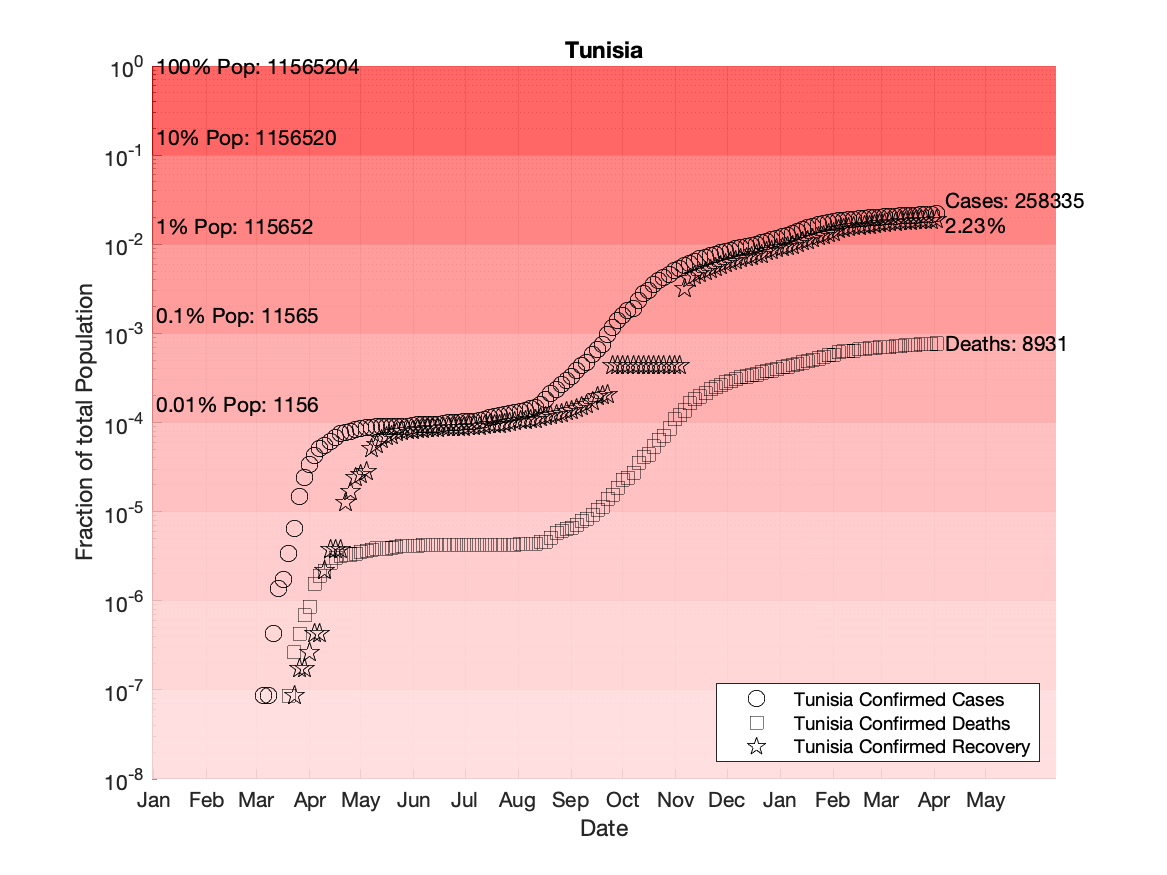 Tunisia
10^0
100% Pop: 11565204
10% Pop: 1156520
10^-1
1% Pop: 115652
10^-2
Cases: 258335
2.23%
0.1% Pop: 11565
10^-3
Deaths: 8931
0.01% Pop: 1156
10^-4
10^-5
10^-6
10^-7
10^-8
Fraction of total Population
Tunisia Confirmed Cases
Tunisia Confirmed Deaths
Tunisia Confirmed Recovery
Jan Feb Mar Apr May Jun Jul Aug Sep Oct Nov Dec Jan Feb Mar Apr May
Date